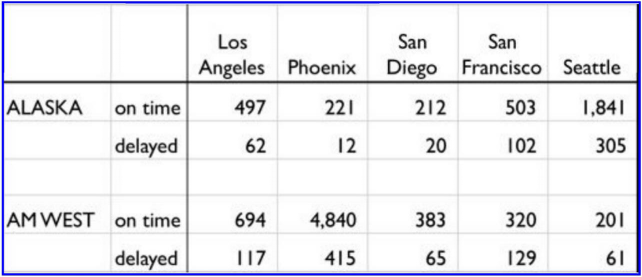 Los Angeles Phoenix San Diego San Francisco Seattle
ALASKA on time 497 221 212 503 1,841
delayed 62 12 20 102 305
AM WEST on time 694 4,840 383 320 201
delayed 117 415 65 129 61